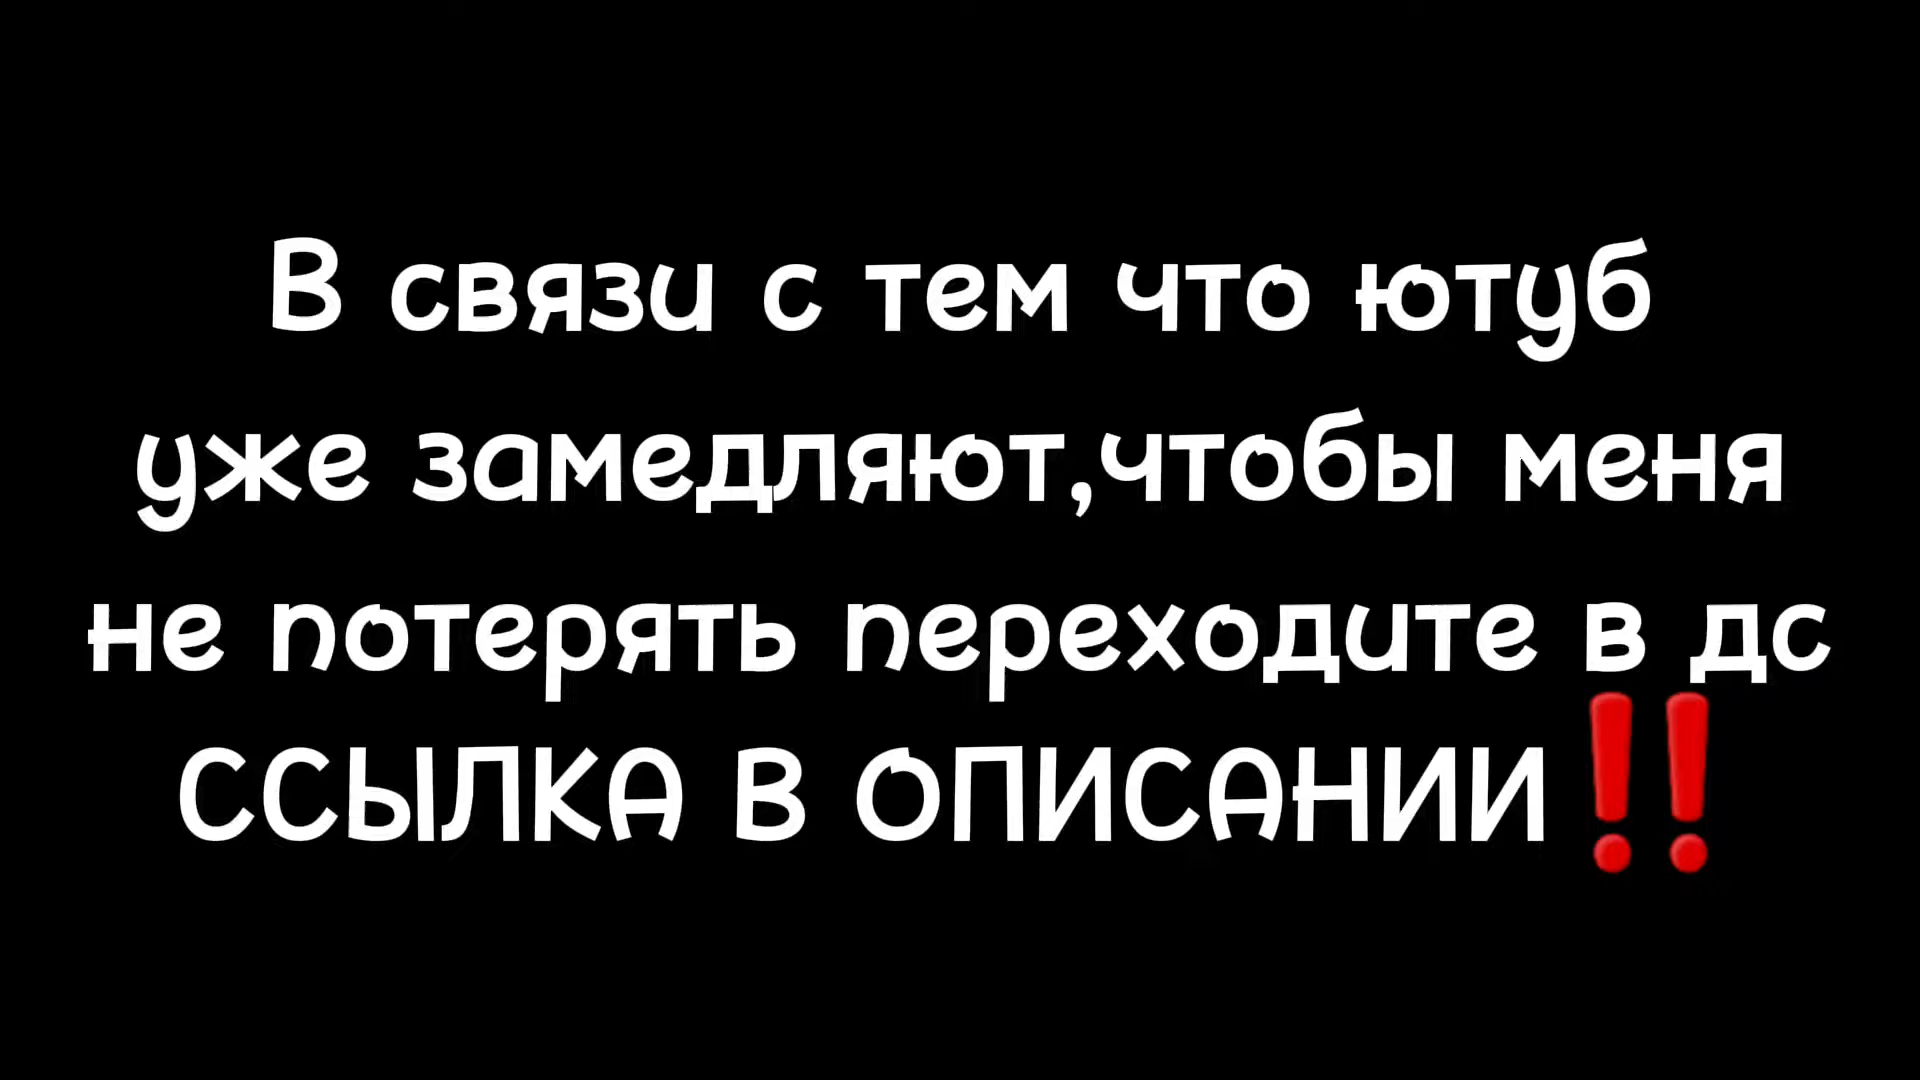 В связи с тем что ютуб
уже замедляют,чтобы меня
не потерять переходите в дс
ССЫЛКА В ОПИСАНИИ‼️